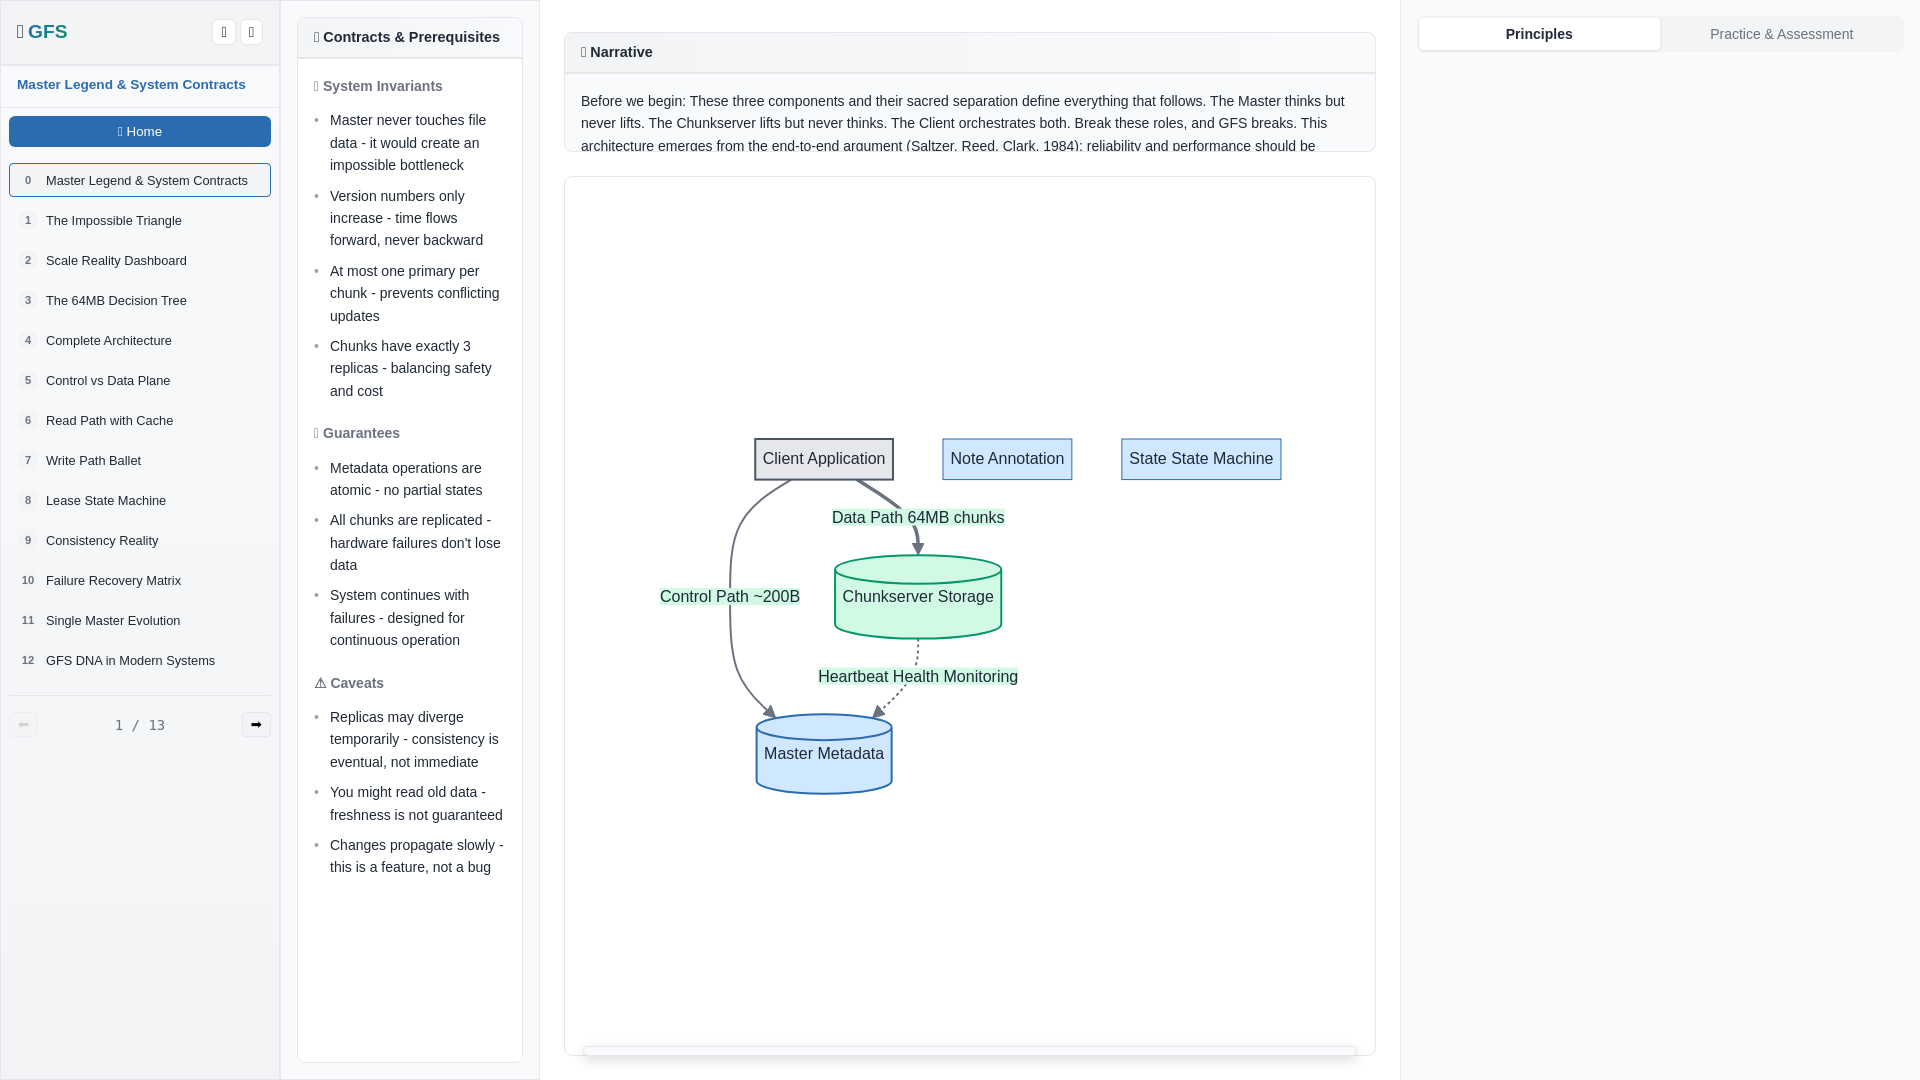 GFS
Master Legend & System Contracts
Home
0 Master Legend & System Contracts
1 The Impossible Triangle
2 Scale Reality Dashboard
3 The 64MB Decision Tree
4 Complete Architecture
5 Control vs Data Plane
6 Read Path with Cache
7 Write Path Ballet
8 Lease State Machine
9 Consistency Reality
10 Failure Recovery Matrix
11 Single Master Evolution
12 GFS DNA in Modern Systems
1 / 13
Contracts & Prerequisites
System Invariants
• Master never touches file
data - it would create an
impossible bottleneck
• Version numbers only
increase - time flows
forward, never backward
• At most one primary per
chunk - prevents conflicting
updates
• Chunks have exactly 3
replicas - balancing safety
and cost
Guarantees
• Metadata operations are
atomic - no partial states
• All chunks are replicated -
hardware failures don't lose
data
• System continues with
failures - designed for
continuous operation
⚠ Caveats
• Replicas may diverge
temporarily - consistency is
eventual, not immediate
• You might read old data -
freshness is not guaranteed
• Changes propagate slowly -
this is a feature, not a bug
Narrative
Before we begin: These three components and their sacred separation define everything that follows. The Master thinks but
never lifts. The Chunkserver lifts but never thinks. The Client orchestrates both. Break these roles, and GFS breaks. This
architecture emerges from the end-to-end argument (Saltzer, Reed, Clark, 1984): reliability and performance should be
Client Application
Note Annotation
State State Machine
Data Path 64MB chunks
Control Path ~200B
Chunkserver Storage
Heartbeat Health Monitoring
Master Metadata
Principles
Practice & Assessment